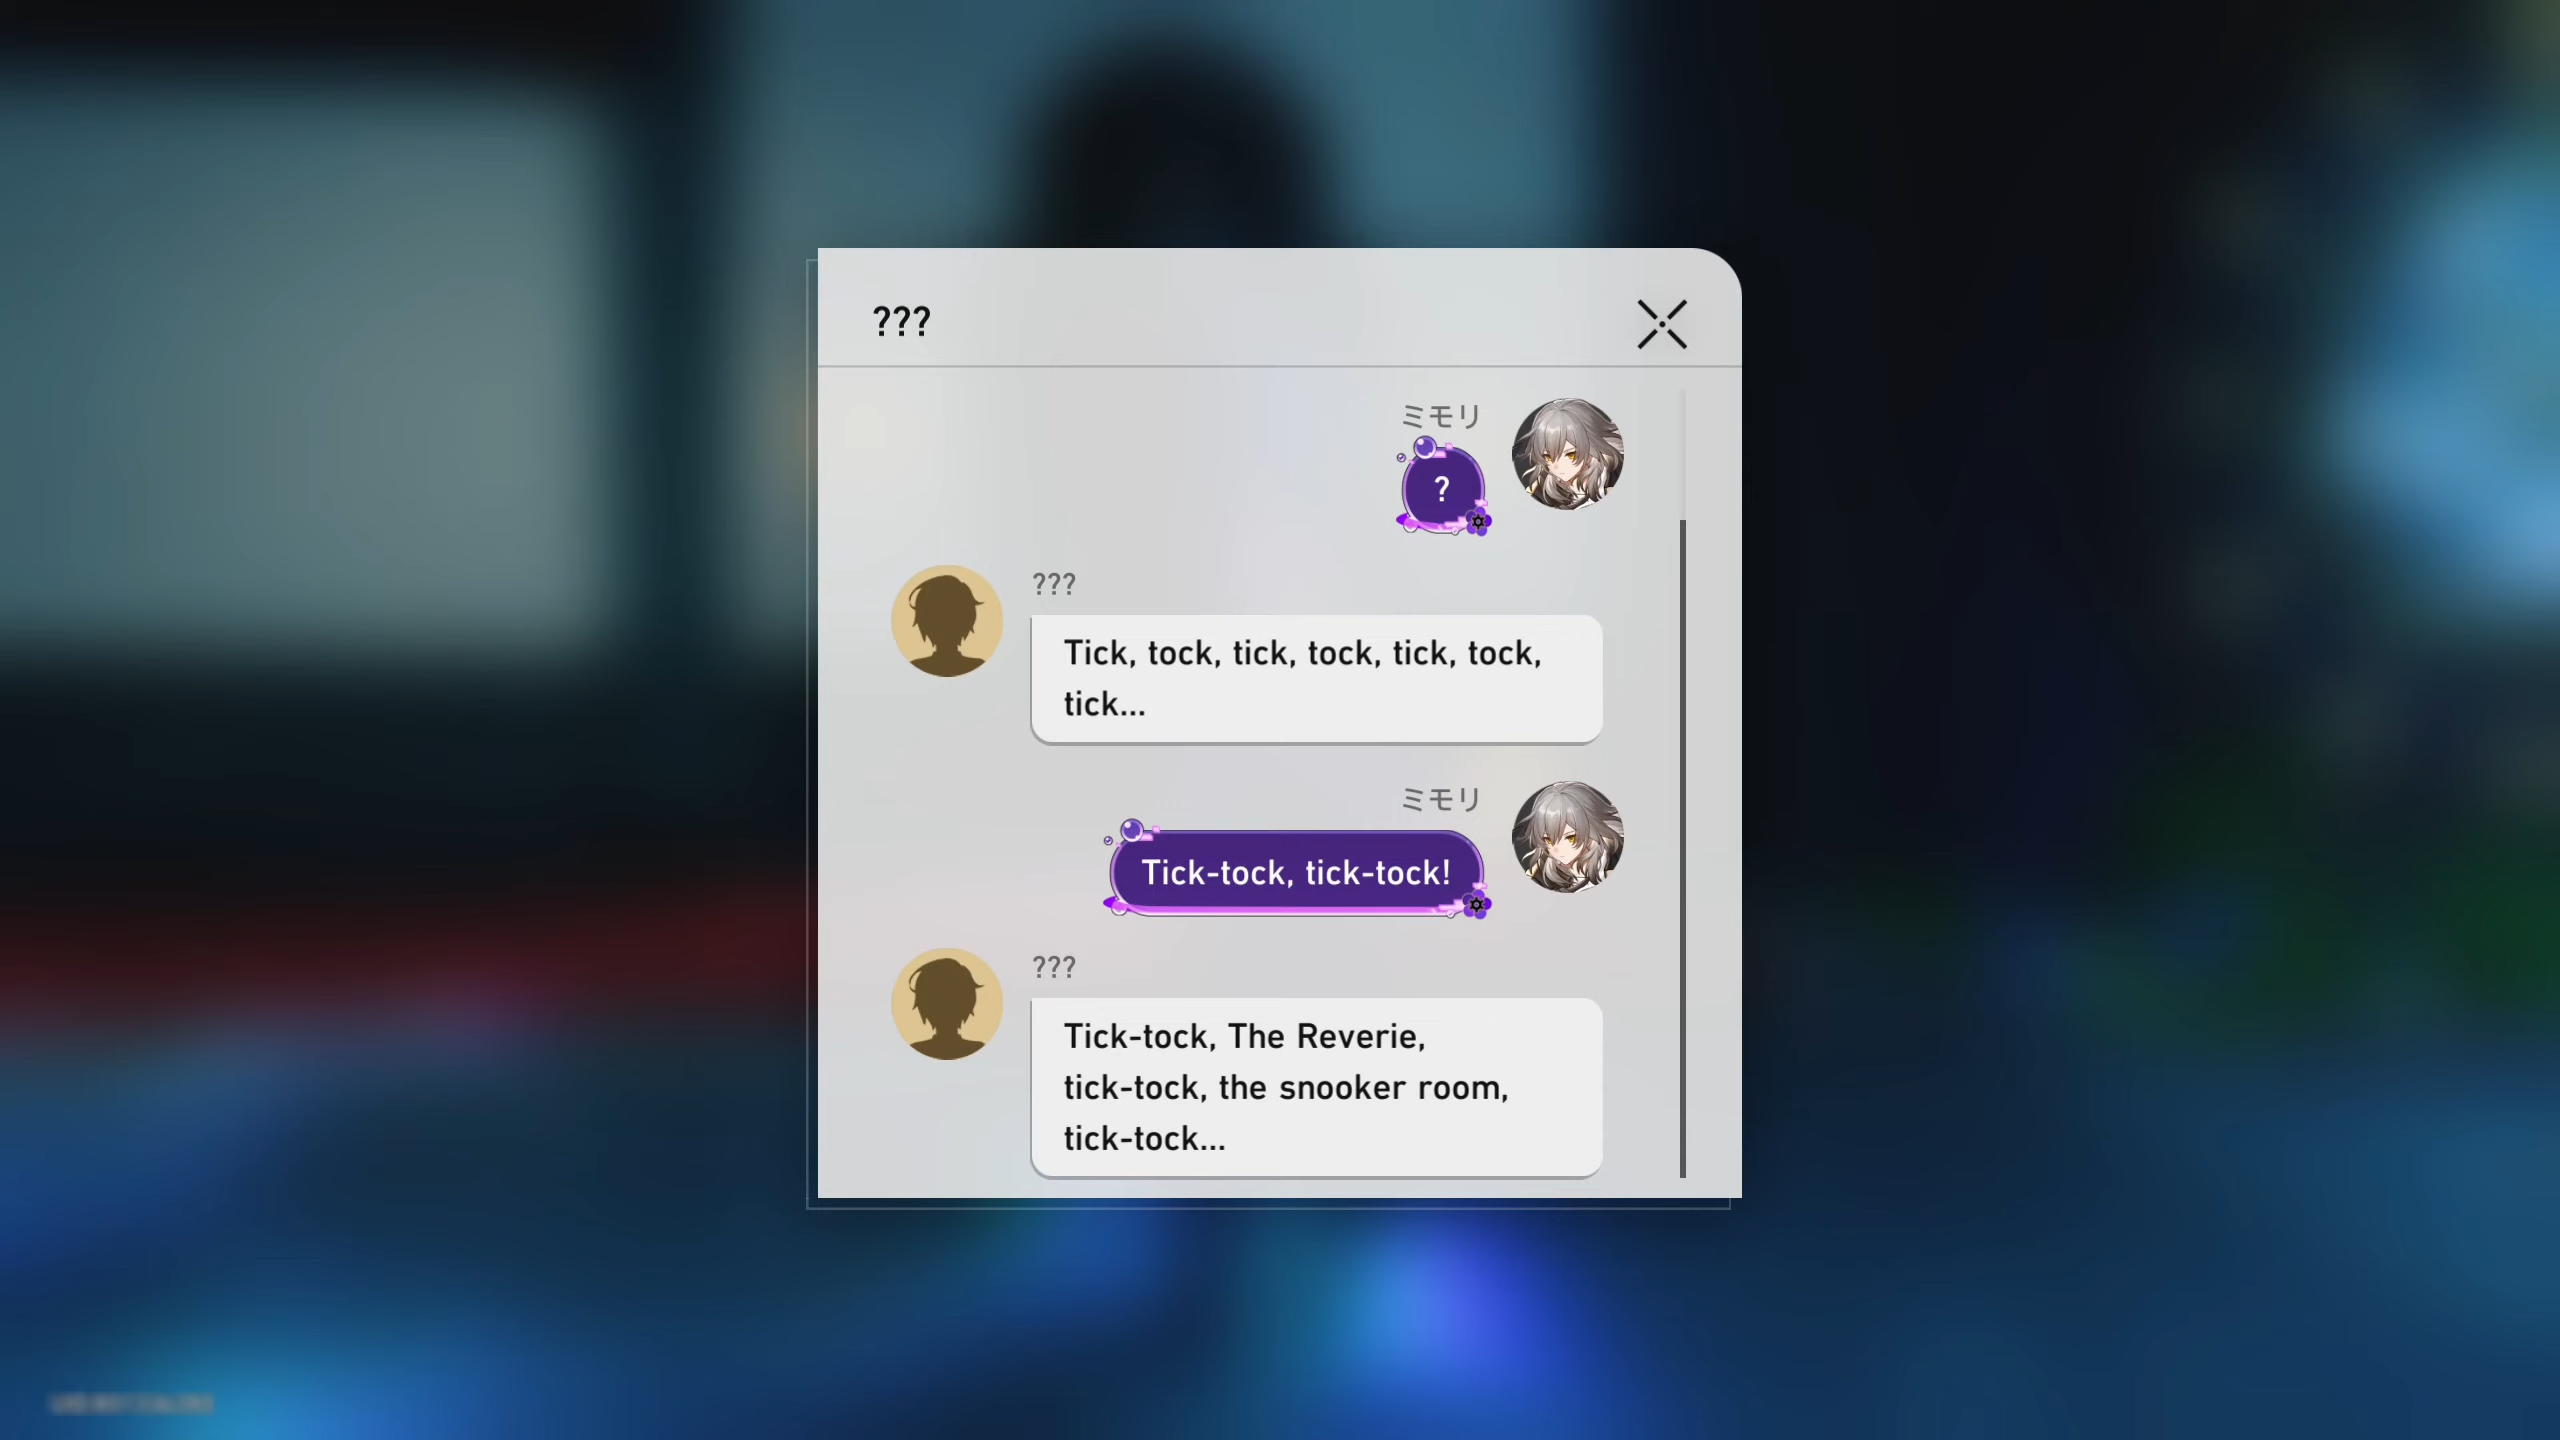 ???
ミモリ
?
???
Tick, tock, tick, tock, tick, tock,
tick...
ミモリ
Tick-tock, tick-tock!
???
Tick-tock, The Reverie,
tick-tock, the snooker room,
tick-tock...